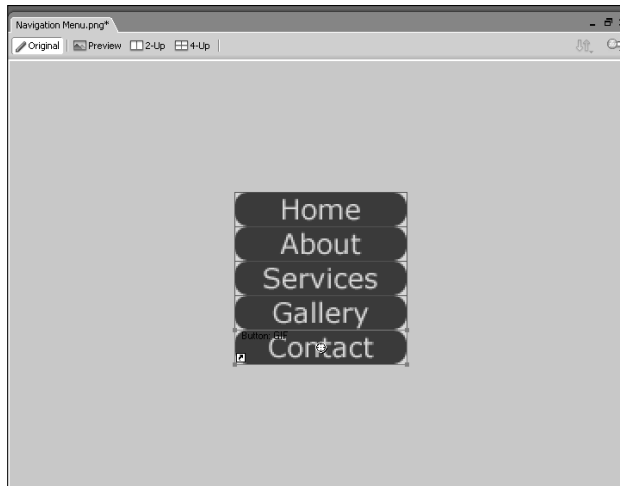 Navigation Menu.png*
Original Preview 2-Up 4-Up
Home
About
Services
Gallery
Button: GIF
Contact